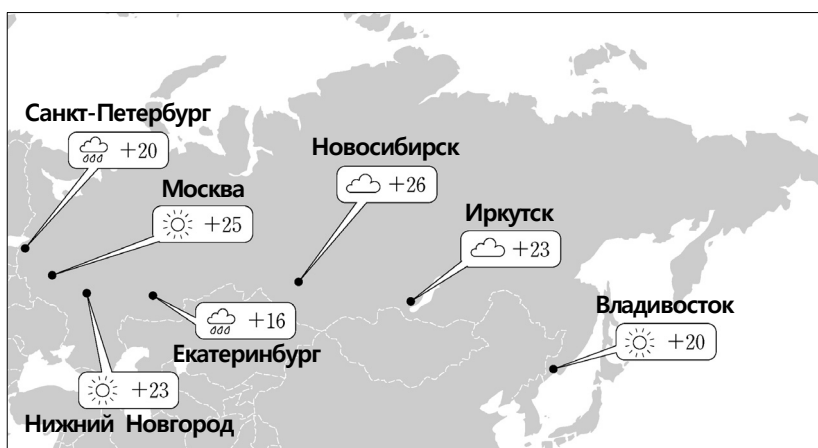 Санкт-Петербург
+20
Новосибирск
+26
Москва
+25
Иркутск
+23
Владивосток
+20
+16
Екатеринбург
+23
Нижний Новгород